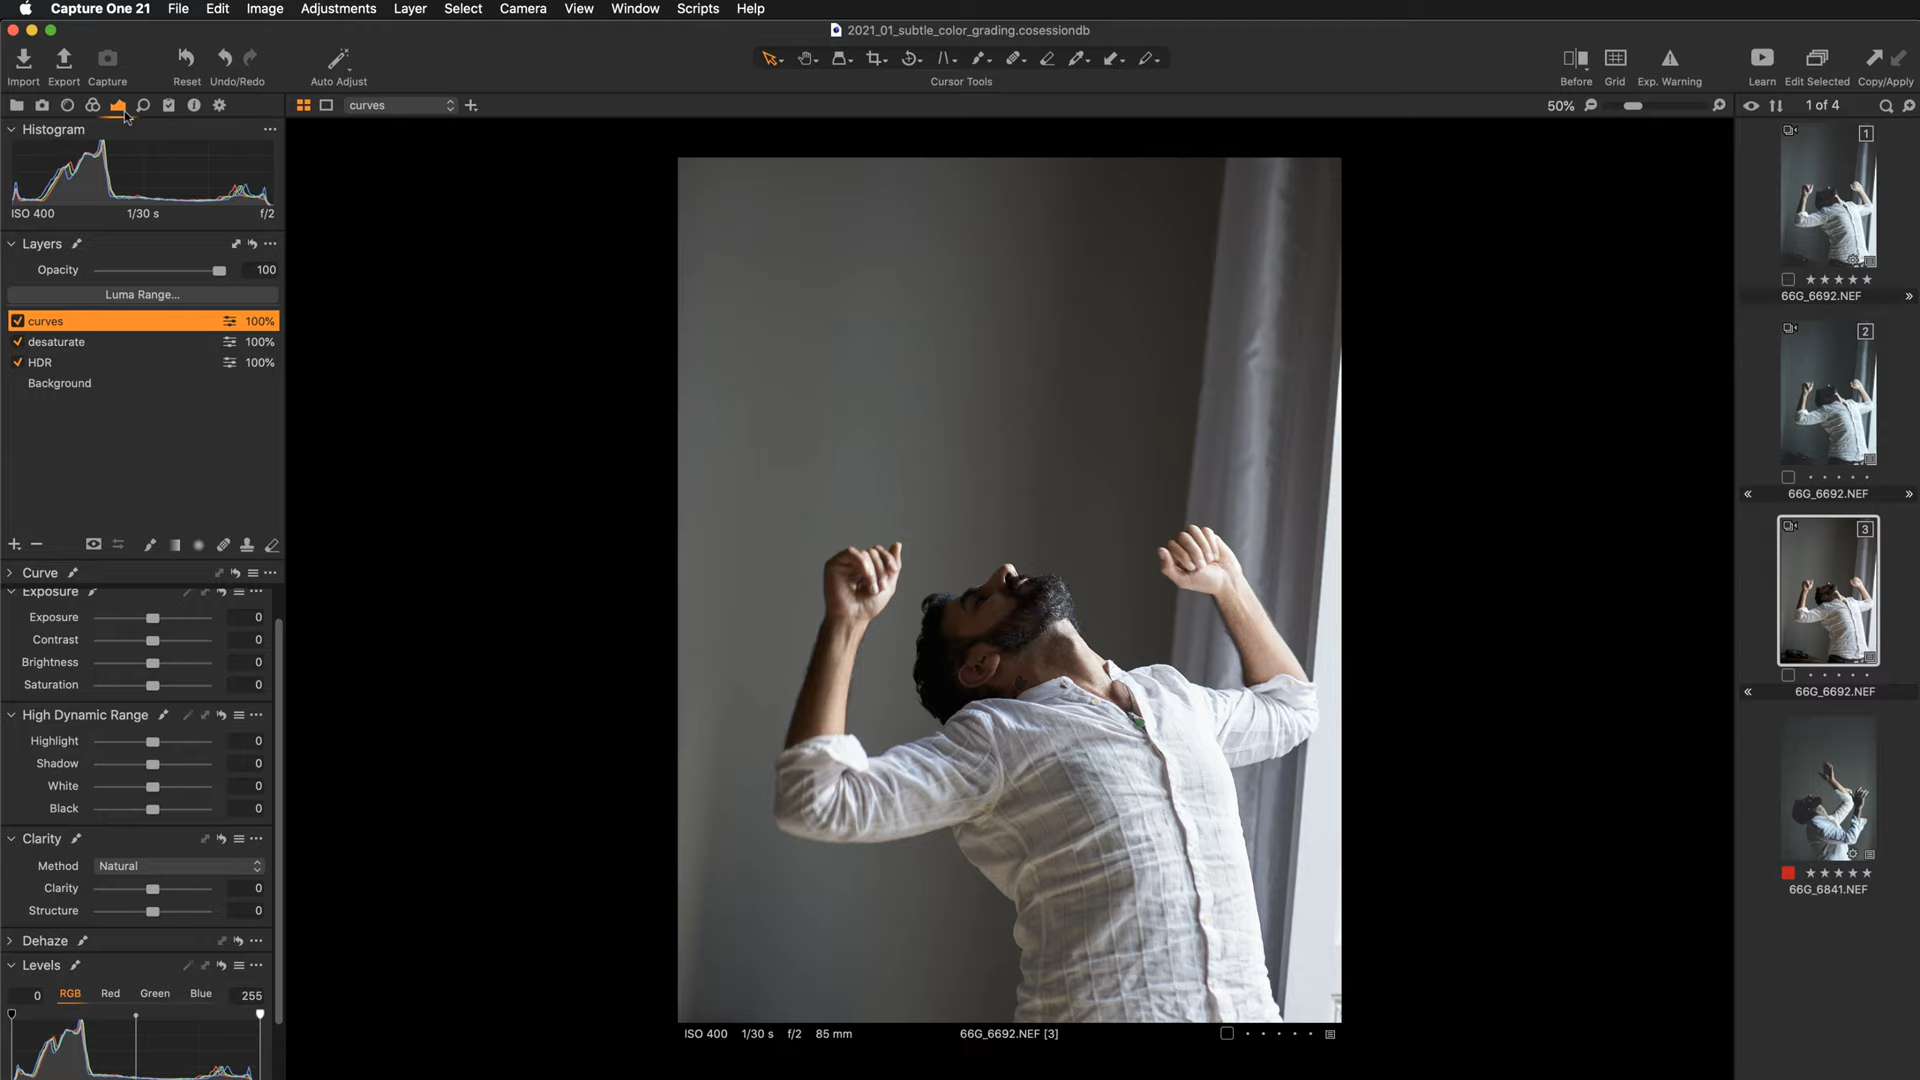 Capture One 21 File Edit Image Adjustments Layer Select Camera View Window Scripts Help
2021_01_subtle_color_grading.cosessiondb
Import Export Capture Reset Undo/Redo Auto Adjust Cursor Tools Before Grid Exp. Warning Learn Edit Selected Copy/Apply
curves 50% 1 of 4
Histogram
ISO 400 1/30 s f/2
Layers
Opacity 100
Luma Range...
curves 100%
desaturate 100%
HDR 100%
Background
Curve
Exposure
Exposure 0
Contrast 0
Brightness 0
Saturation 0
High Dynamic Range
Highlight 0
Shadow 0
White 0
Black 0
Clarity
Method Natural
Clarity 0
Structure 0
Dehaze
Levels
0 RGB Red Green Blue 255
ISO 400 1/30 s f/2 85 mm 66G_6692.NEF [3]
1
66G_6692.NEF
2
66G_6692.NEF
3
66G_6692.NEF
66G_6841.NEF